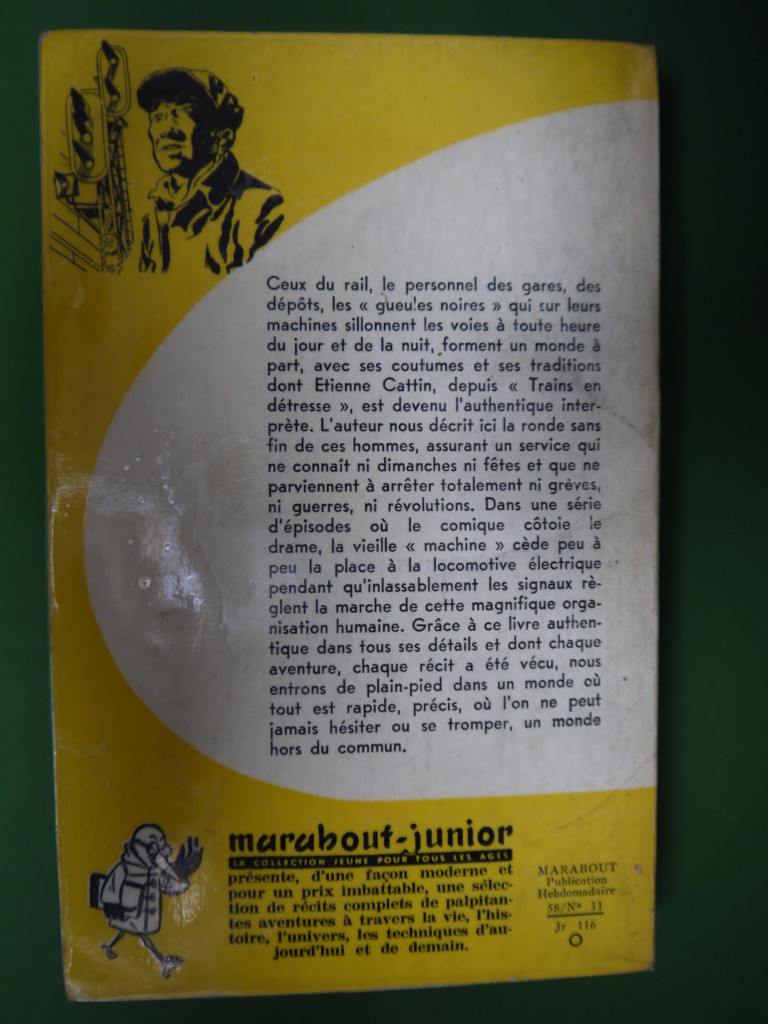 Ceux du rail, le personnel des gares, des
dépôts, les « gueules noires » qui sur leurs
machines sillonnent les voies à toute heure
du jour et de la nuit, forment un monde à
part, avec ses coutumes et ses traditions
dont Etienne Cattin, depuis « Trains en
détresse », est devenu l'authentique inter-
prète. L'auteur nous décrit ici la ronde sans
fin de ces hommes, assurant un service qui
ne connaît ni dimanches ni fêtes et que ne
parviennent à arrêter totalement ni grèves,
ni guerres, ni révolutions. Dans une série
d'épisodes où le comique côtoie le
drame, la vieille « machine » cède peu à
peu la place à la locomotive électrique
pendant qu'inlassablement les signaux rè-
glent la marche de cette magnifique orga-
nisation humaine. Grâce à ce livre authen-
tique dans tous ses détails et dont chaque
aventure, chaque récit a été vécu, nous
entrons de plain-pied dans un monde où
tout est rapide, précis, où l'on ne peut
jamais hésiter ou se tromper, un monde
hors du commun.
marabout-junior
LA COLLECTION JEUNE POUR TOUS LES AGES
présente, d'une façon moderne et
pour un prix imbattable, une sélec-
tion de récits complets de palpitan-
tes aventures à travers la vie, l'his-
toire, l'univers, les techniques d'au-
jourd'hui et de demain.
MARABOUT
Publication
Hebdomadaire
58/Nº 11
Jr 116